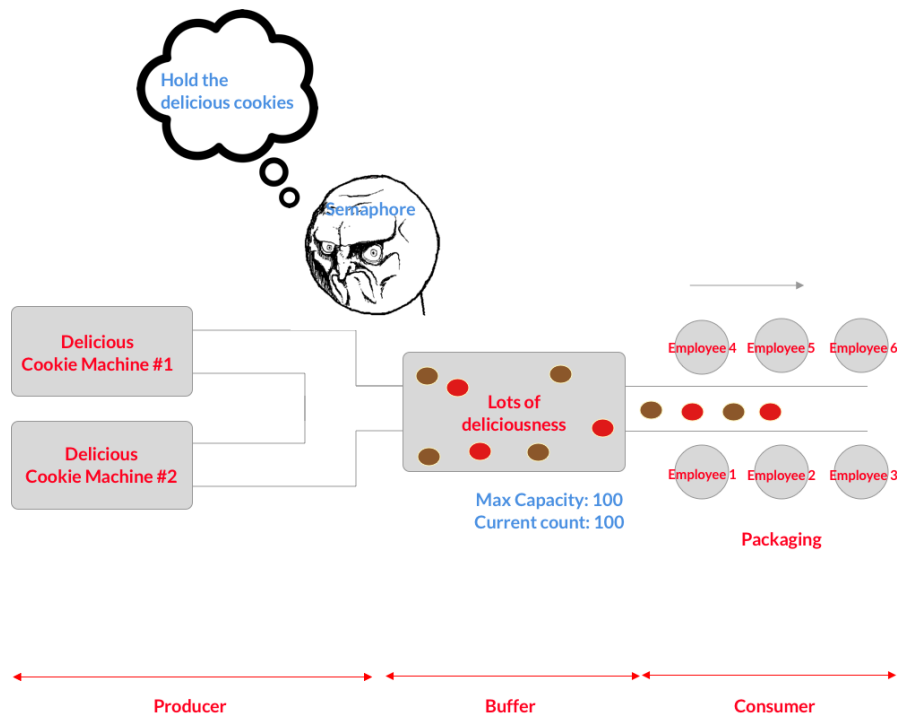 Hold the
delicious cookies
Semaphore
Delicious
Cookie Machine #1
Delicious
Cookie Machine #2
Lots of
deliciousness
Max Capacity: 100
Current count: 100
Employee 4
Employee 5
Employee 6
Employee 1
Employee 2
Employee 3
Packaging
Producer
Buffer
Consumer